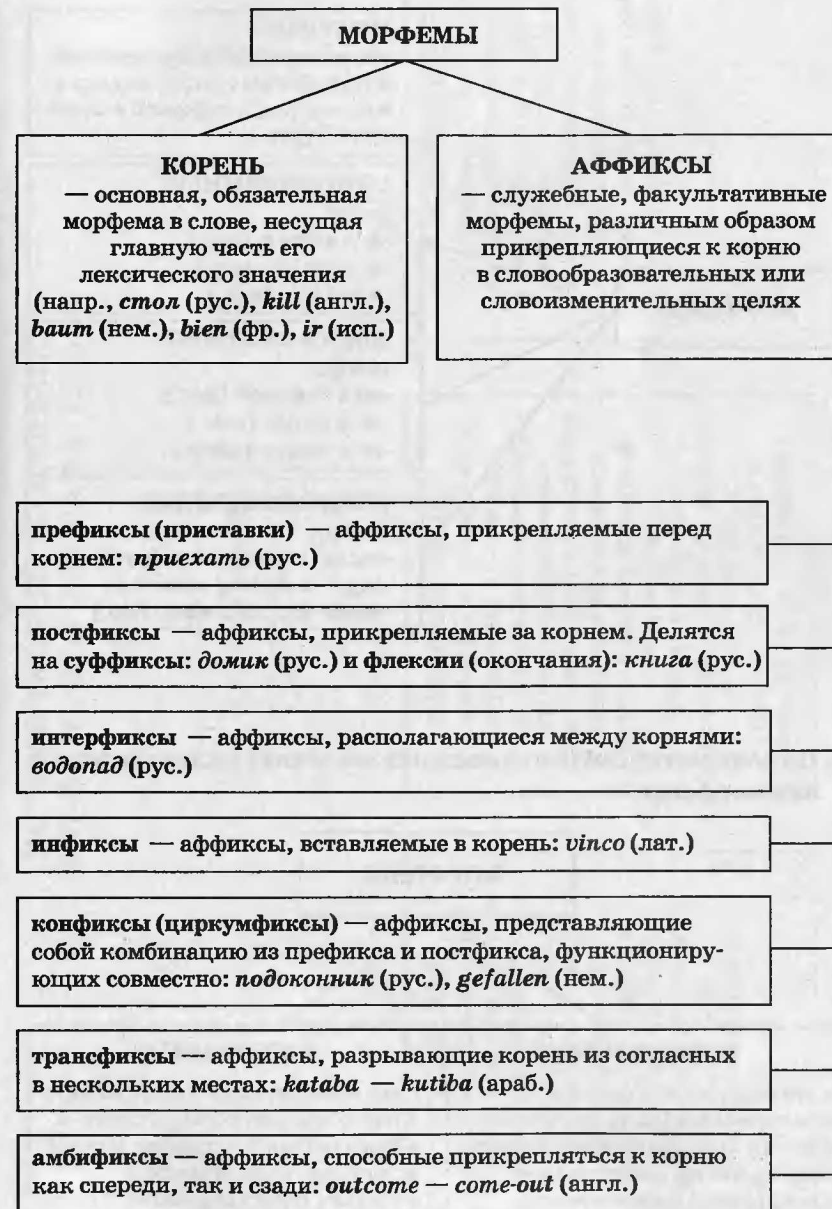 МОРФЕМЫ
КОРЕНЬ
— основная, обязательная
морфема в слове, несущая
главную часть его
лексического значения
(напр., стол (рус.), kill (англ.),
baum (нем.), bien (фр.), ir (исп.)
АФФИКСЫ
— служебные, факультативные
морфемы, различным образом
прикрепляющиеся к корню
в словообразовательных или
словоизменительных целях
префиксы (приставки) — аффиксы, прикрепляемые перед
корнем: приехать (рус.)
постфиксы — аффиксы, прикрепляемые за корнем. Делятся
на суффиксы: домик (рус.) и флексии (окончания): книга (рус.)
интерфиксы — аффиксы, располагающиеся между корнями:
водопад (рус.)
инфиксы — аффиксы, вставляемые в корень: vinco (лат.)
конфиксы (циркумфиксы) — аффиксы, представляющие
собой комбинацию из префикса и постфикса, функциониру-
ющих совместно: подоконник (рус.), gefallen (нем.)
трансфиксы — аффиксы, разрывающие корень из согласных
в нескольких местах: kataba — kutiba (араб.)
амбификсы — аффиксы, способные прикрепляться к корню
как спереди, так и сзади: outcome — come-out (англ.)